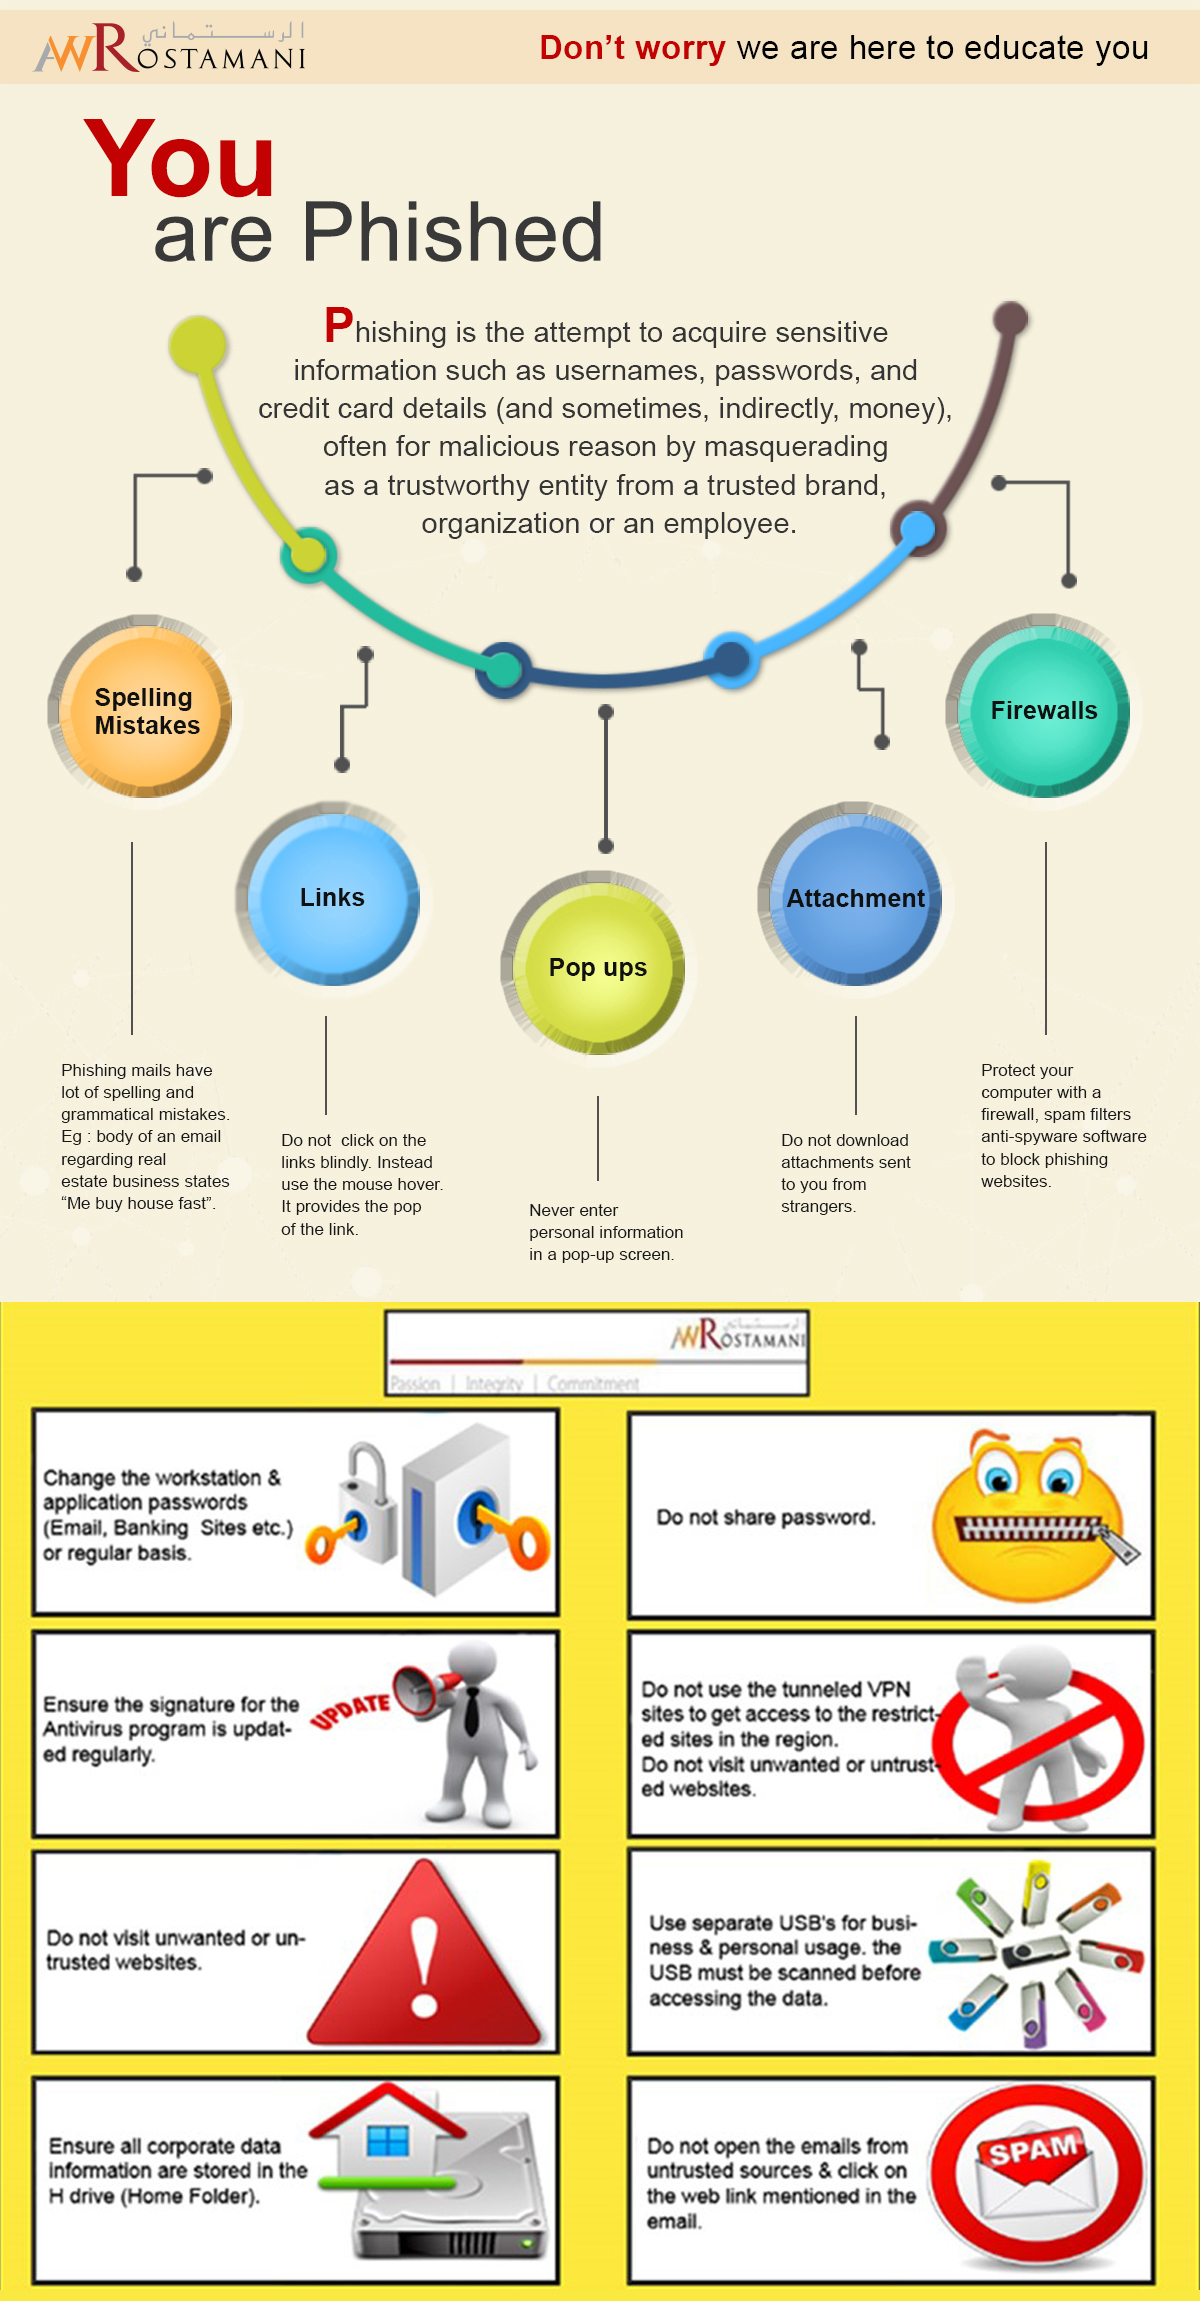 الرستماني
AWROSTAMANI
Don't worry we are here to educate you
You
are Phished
Phishing is the attempt to acquire sensitive
information such as usernames, passwords, and
credit card details (and sometimes, indirectly, money),
often for malicious reason by masquerading
as a trustworthy entity from a trusted brand,
organization or an employee.
Spelling
Mistakes
Links
Pop ups
Attachment
Firewalls
Phishing mails have
lot of spelling and
grammatical mistakes.
Eg : body of an email
regarding real
estate business states
“Me buy house fast”.
Do not click on the
links blindly. Instead
use the mouse hover.
It provides the pop
of the link.
Never enter
personal information
in a pop-up screen.
Do not download
attachments sent
to you from
strangers.
Protect your
computer with a
firewall, spam filters
anti-spyware software
to block phishing
websites.
الرستماني
AWROSTAMANI
Passion | Integrity | Commitment
Change the workstation &
application passwords
(Email, Banking Sites etc.)
or regular basis.
Do not share password.
Ensure the signature for the
Antivirus program is updat-
ed regularly.
UPDATE
Do not use the tunneled VPN
sites to get access to the restrict-
ed sites in the region.
Do not visit unwanted or untrust-
ed websites.
Do not visit unwanted or un-
trusted websites.
!
Use separate USB's for busi-
ness & personal usage. the
USB must be scanned before
accessing the data.
Ensure all corporate data
information are stored in the
H drive (Home Folder).
Do not open the emails from
untrusted sources & click on
the web link mentioned in the
email.
SPAM